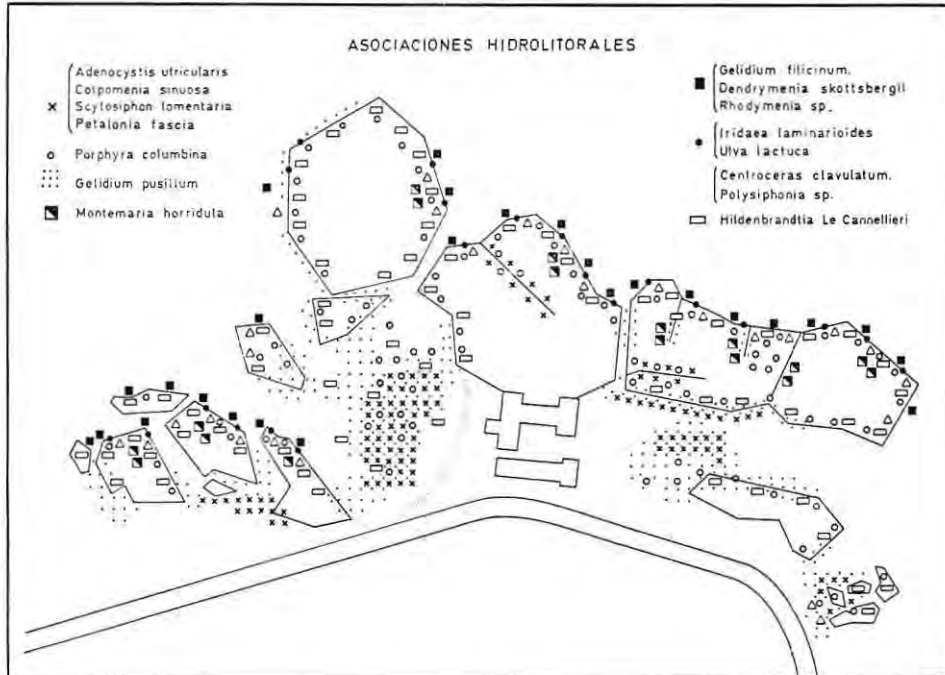 ASOCIACIONES HIDROLITORALES
Adenocystis utricularis
Colpomenia sinuosa
Scytosiphon lomentaria
Petalonia fascia
Porphyra columbina
Gelidium pusillum
Montemaria horridula
Gelidium filicinum.
Dendrymenia skottsbergii
Rhodymenia sp.
Iridaea laminarioides
Ulva lactuca
Centroceras clavulatum.
Polysiphonia sp.
Hildenbrandtia Le Cannellieri